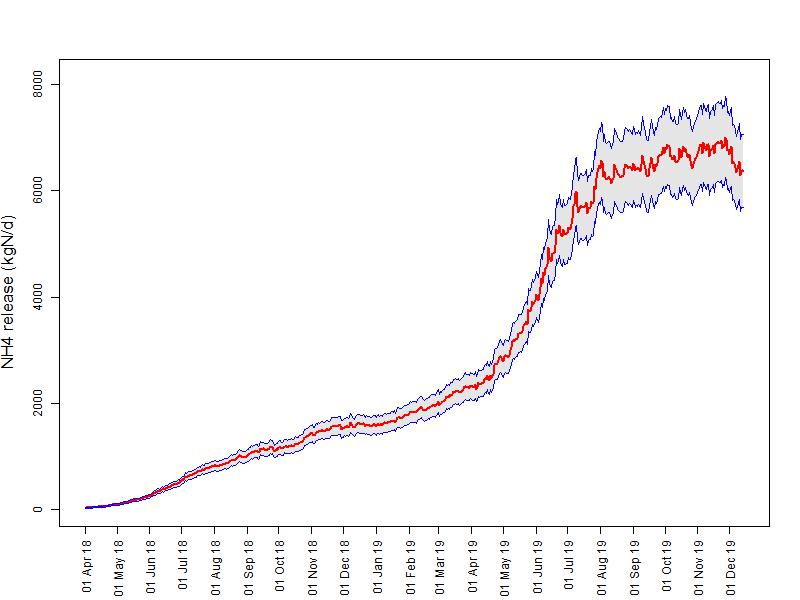 NH4 release (kgN/d)
8000
6000
4000
2000
0
01 Apr 18
01 May 18
01 Jun 18
01 Jul 18
01 Aug 18
01 Sep 18
01 Oct 18
01 Nov 18
01 Dec 18
01 Jan 19
01 Feb 19
01 Mar 19
01 Apr 19
01 May 19
01 Jun 19
01 Jul 19
01 Aug 19
01 Sep 19
01 Oct 19
01 Nov 19
01 Dec 19